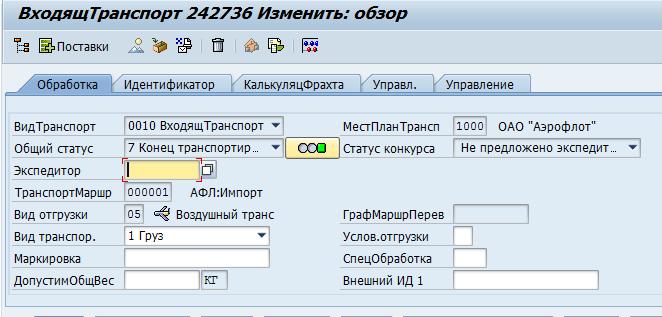 ВходящТранспорт 242736 Изменить: обзор
Поставки
Обработка Идентификатор КалькуляцФрахта Управл. Управление
ВидТранспорт 0010 ВходящТранспорт МестПланТрансп 1000 ОАО "Аэрофлот"
Общий статус 7 Конец транспортир... Статус конкурса Не предложено экспедит...
Экспедитор
ТранспортМаршр 000001 АФЛ:Импорт
Вид отгрузки 05 Воздушный транс ГрафМаршрПерев
Вид транспор. 1 Груз Услов.отгрузки
Маркировка СпецОбработка
ДопустимОбщВес КГ Внешний ИД 1